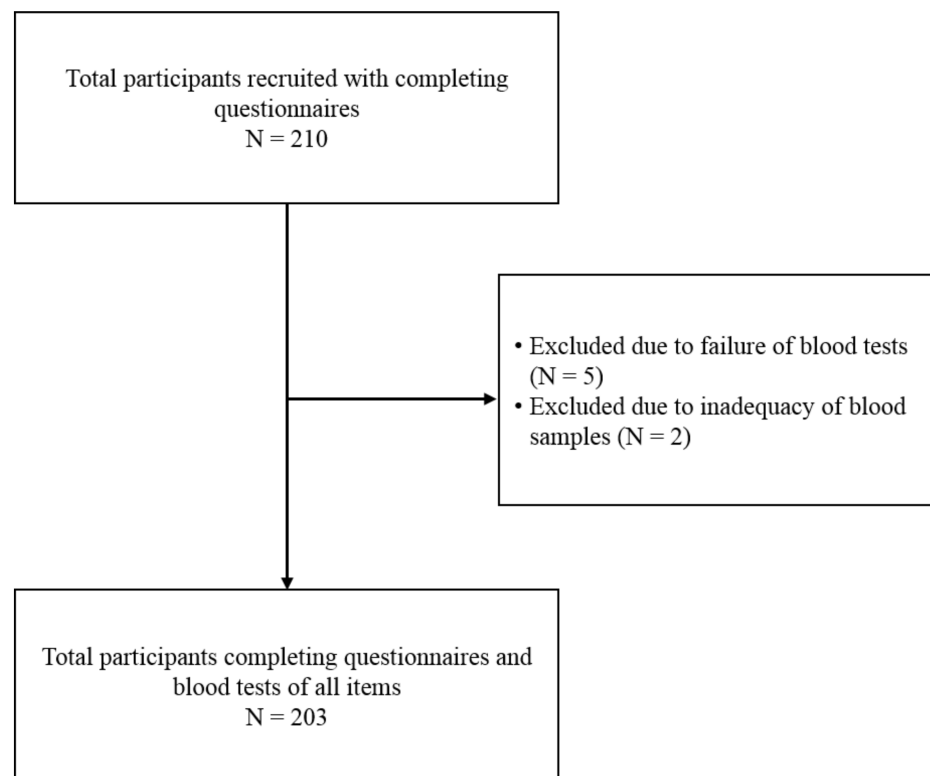 Total participants recruited with completing
questionnaires
N = 210
• Excluded due to failure of blood tests
(N = 5)
• Excluded due to inadequacy of blood
samples (N = 2)
Total participants completing questionnaires and
blood tests of all items
N = 203